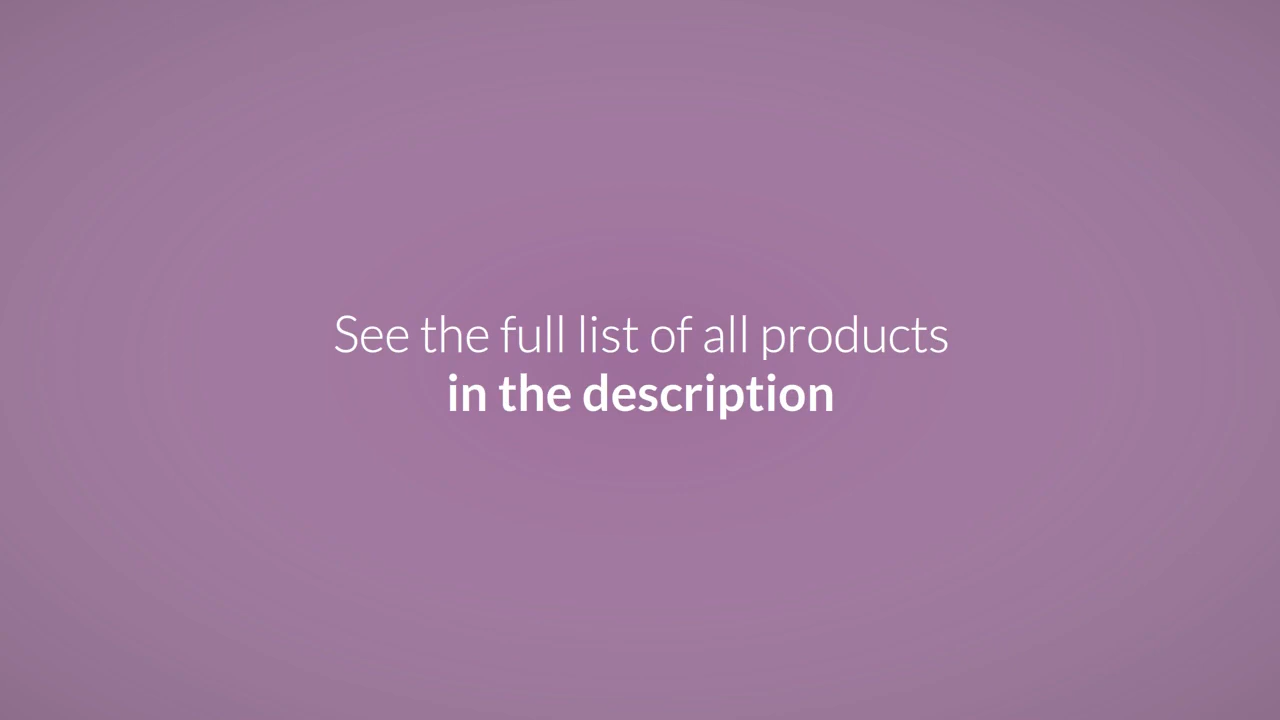 See the full list of all products
in the description